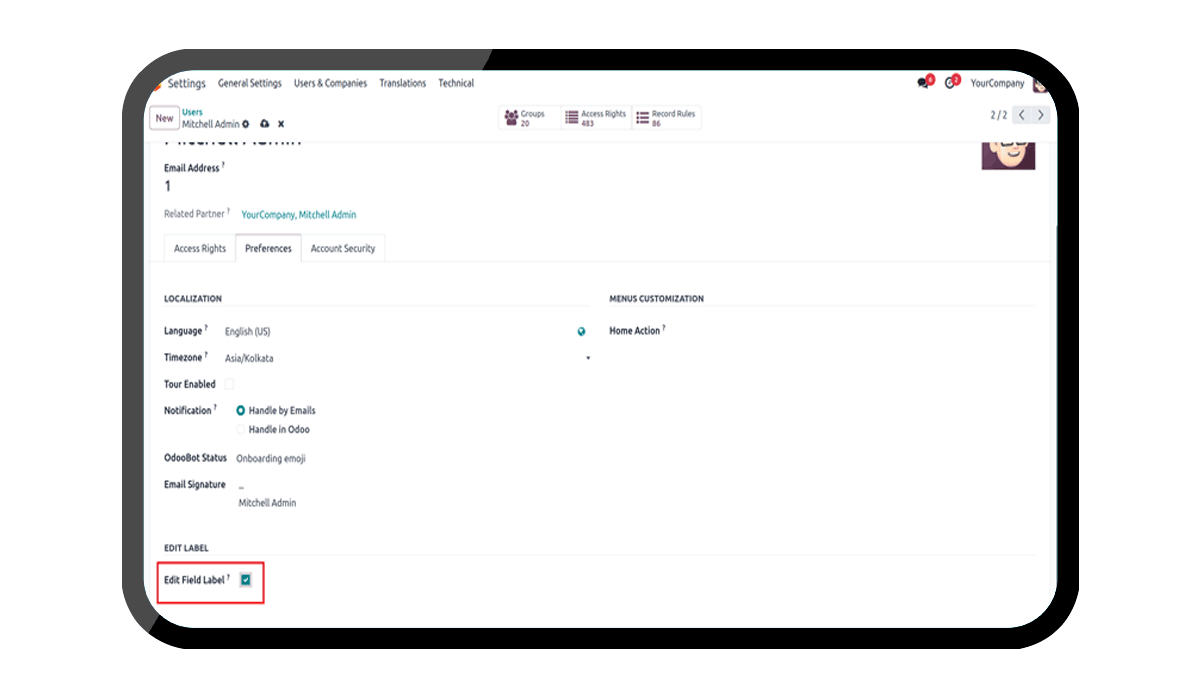 Settings General Settings Users & Companies Translations Technical 6 2 YourCompany
New Users Groups 20 Access Rights 483 Record Rules 86 2 / 2
Mitchell Admin
Mitchell Admin
Email Address ?
1
Related Partner ? YourCompany, Mitchell Admin
Access Rights Preferences Account Security
LOCALIZATION MENUS CUSTOMIZATION
Language ? English (US) Home Action ?
Timezone ? Asia/Kolkata
Tour Enabled
Notification ? Handle by Emails
Handle in Odoo
OdooBot Status Onboarding emoji
Email Signature --
Mitchell Admin
EDIT LABEL
Edit Field Label ?